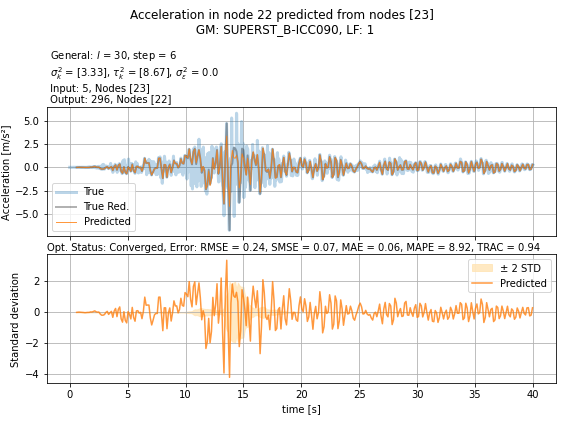 Acceleration in node 22 predicted from nodes [23]
GM: SUPERST_B-ICC090, LF: 1
General: l = 30, step = 6
σ²ₖ = [3.33], τ²ₖ = [8.67], σ²ε = 0.0
Input: 5, Nodes [23]
Output: 296, Nodes [22]
Acceleration [m/s²]
5.0
2.5
0.0
−2.5
−5.0
True
True Red.
Predicted
Opt. Status: Converged, Error: RMSE = 0.24, SMSE = 0.07, MAE = 0.06, MAPE = 8.92, TRAC = 0.94
Standard deviation
2
0
−2
−4
± 2 STD
Predicted
0 5 10 15 20 25 30 35 40
time [s]